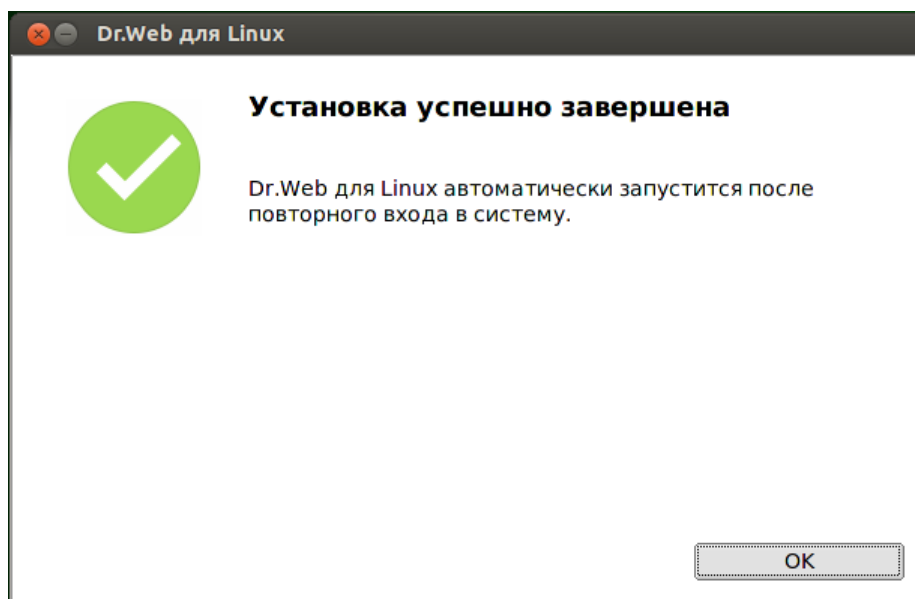 Dr.Web для Linux
Установка успешно завершена
Dr.Web для Linux автоматически запустится после
повторного входа в систему.
OK